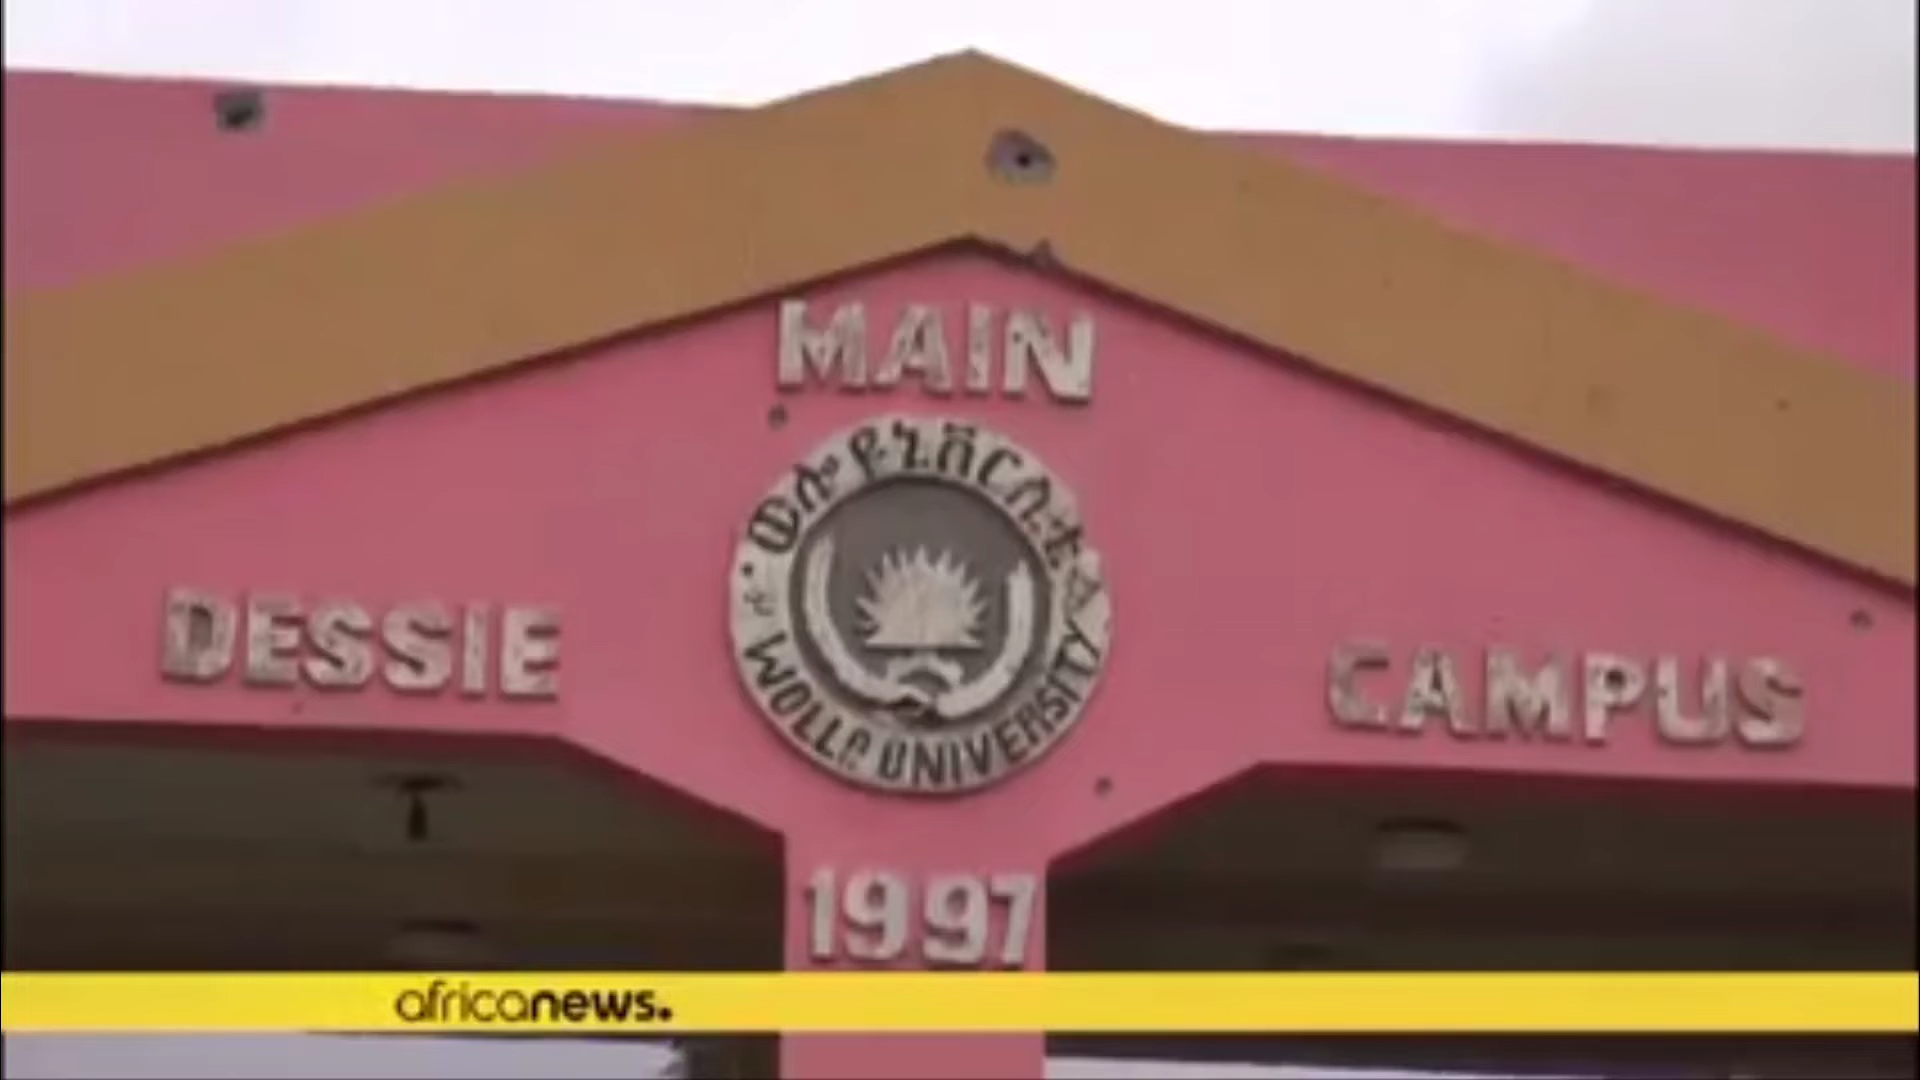 MAIN
ወሎ ዩኒቨርሲቲ
WOLLO UNIVERSITY
DESSIE
CAMPUS
1997
africanews.